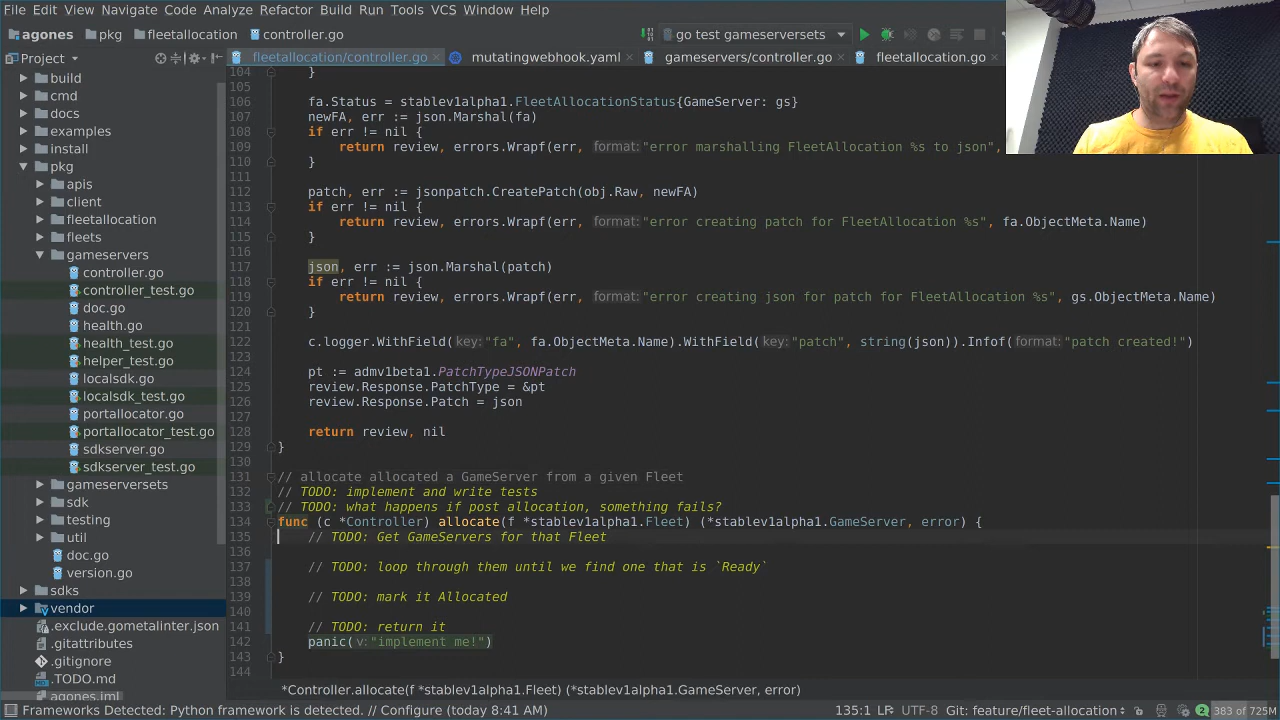 File Edit View Navigate Code Analyze Refactor Build Run Tools VCS Window Help
agones pkg fleetallocation controller.go go test gameserversets
Project fleetallocation/controller.go mutatingwebhook.yaml gameservers/controller.go fleetallocation.go
build
cmd
docs
examples
install
pkg
apis
client
fleetallocation
fleets
gameservers
controller.go
controller_test.go
doc.go
health.go
health_test.go
helper_test.go
localsdk.go
localsdk_test.go
portallocator.go
portallocator_test.go
sdkserver.go
sdkserver_test.go
gameserversets
sdk
testing
util
doc.go
version.go
sdks
vendor
.exclude.gometalinter.json
.gitattributes
.gitignore
.TODO.md
agones.iml
104 }
105
106 fa.Status = stablev1alpha1.FleetAllocationStatus{GameServer: gs}
107 newFA, err := json.Marshal(fa)
108 if err != nil {
109 return review, errors.Wrapf(err, format: "error marshalling FleetAllocation %s to json",
110 }
111
112 patch, err := jsonpatch.CreatePatch(obj.Raw, newFA)
113 if err != nil {
114 return review, errors.Wrapf(err, format: "error creating patch for FleetAllocation %s", fa.ObjectMeta.Name)
115 }
116
117 json, err := json.Marshal(patch)
118 if err != nil {
119 return review, errors.Wrapf(err, format: "error creating json for patch for FleetAllocation %s", gs.ObjectMeta.Name)
120 }
121
122 c.logger.WithField( key: "fa", fa.ObjectMeta.Name).WithField( key: "patch", string(json)).Infof( format: "patch created!")
123
124 pt := admv1beta1.PatchTypeJSONPatch
125 review.Response.PatchType = &pt
126 review.Response.Patch = json
127
128 return review, nil
129 }
130
131 // allocate allocated a GameServer from a given Fleet
132 // TODO: implement and write tests
133 // TODO: what happens if post allocation, something fails?
134 func (c *Controller) allocate(f *stablev1alpha1.Fleet) (*stablev1alpha1.GameServer, error) {
135 // TODO: Get GameServers for that Fleet
136
137 // TODO: loop through them until we find one that is `Ready`
138
139 // TODO: mark it Allocated
140
141 // TODO: return it
142 panic( v: "implement me!")
143 }
144
*Controller.allocate(f *stablev1alpha1.Fleet) (*stablev1alpha1.GameServer, error)
Frameworks Detected: Python framework is detected. // Configure (today 8:41 AM) 135:1 LF UTF-8 Git: feature/fleet-allocation 2 383 of 725M